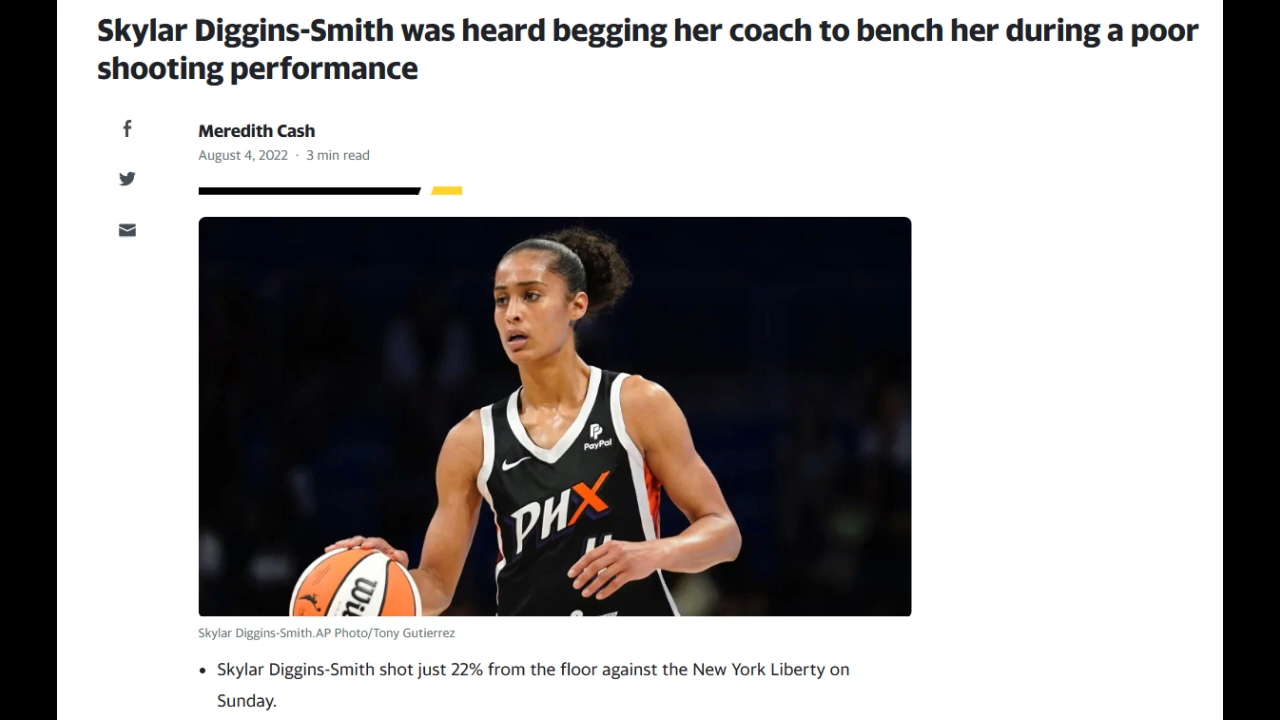 Skylar Diggins-Smith was heard begging her coach to bench her during a poor
shooting performance
Meredith Cash
August 4, 2022 · 3 min read
PayPal
PHX
Wil
Skylar Diggins-Smith.AP Photo/Tony Gutierrez
• Skylar Diggins-Smith shot just 22% from the floor against the New York Liberty on
Sunday.